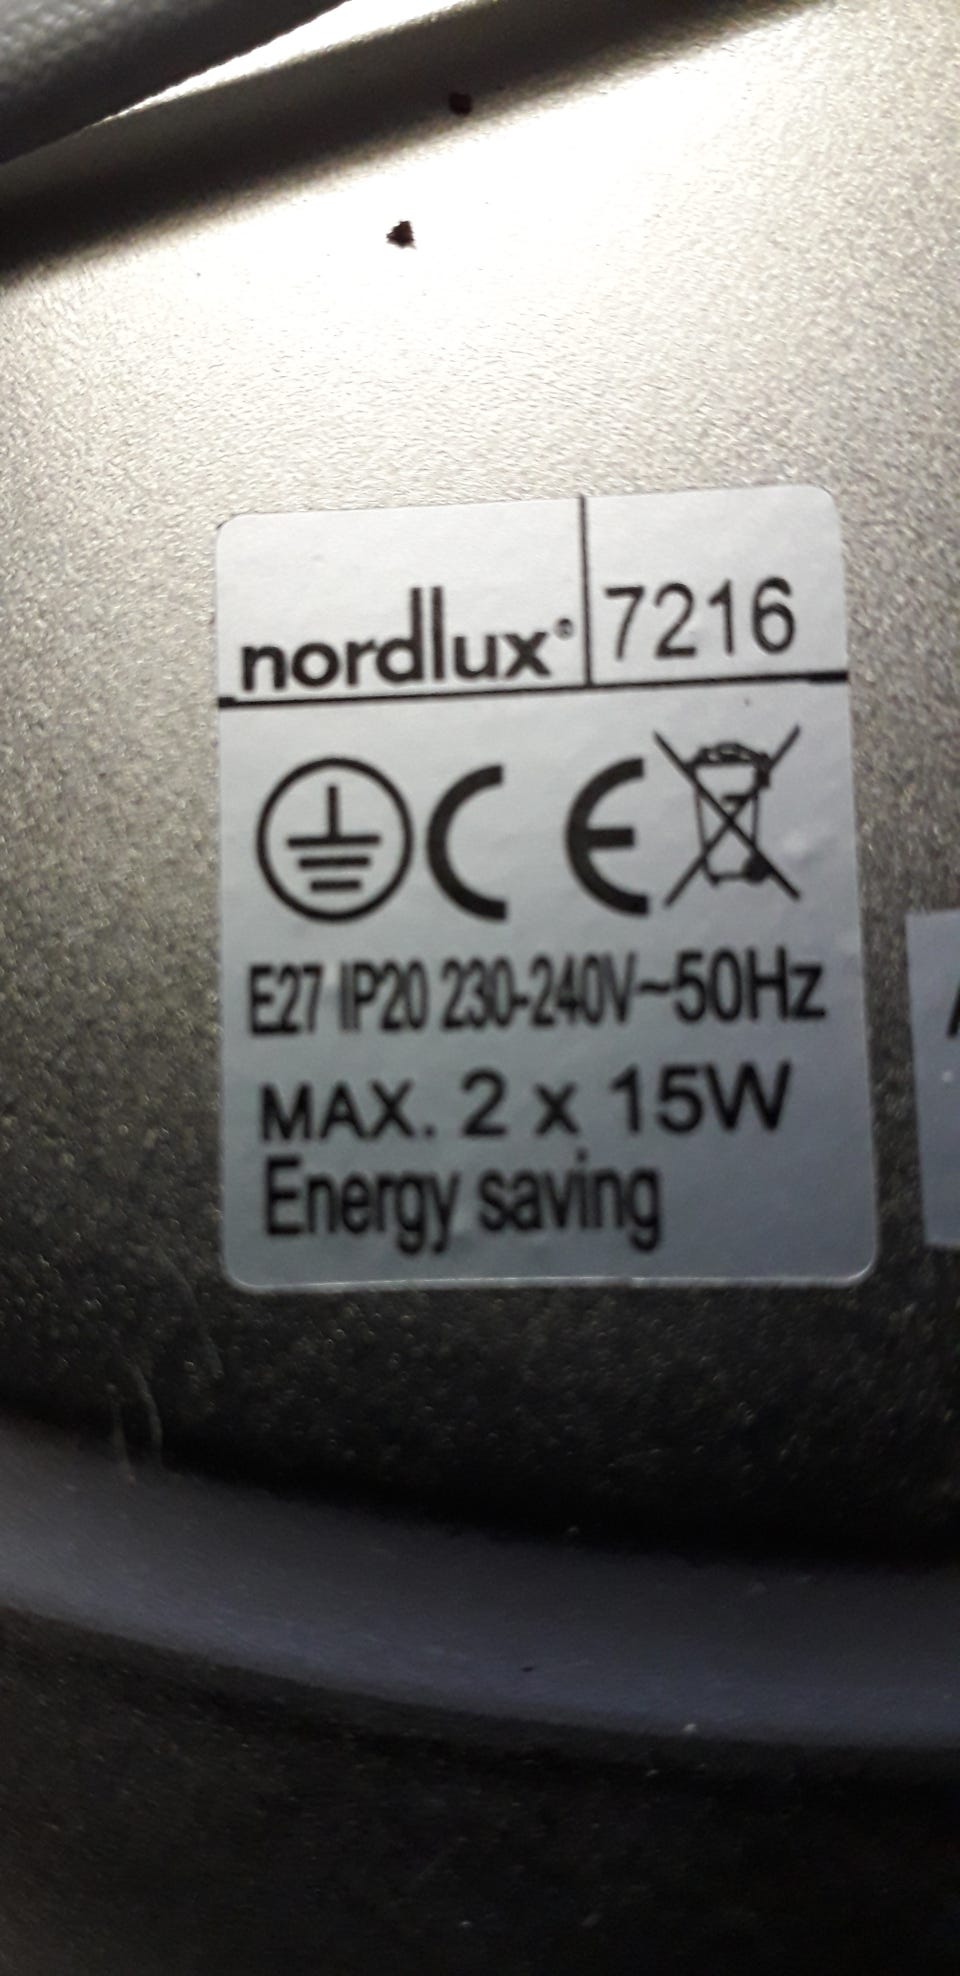 nordlux® 7216
CE
E27 IP20 230-240V~50Hz
MAX. 2 x 15W
Energy saving